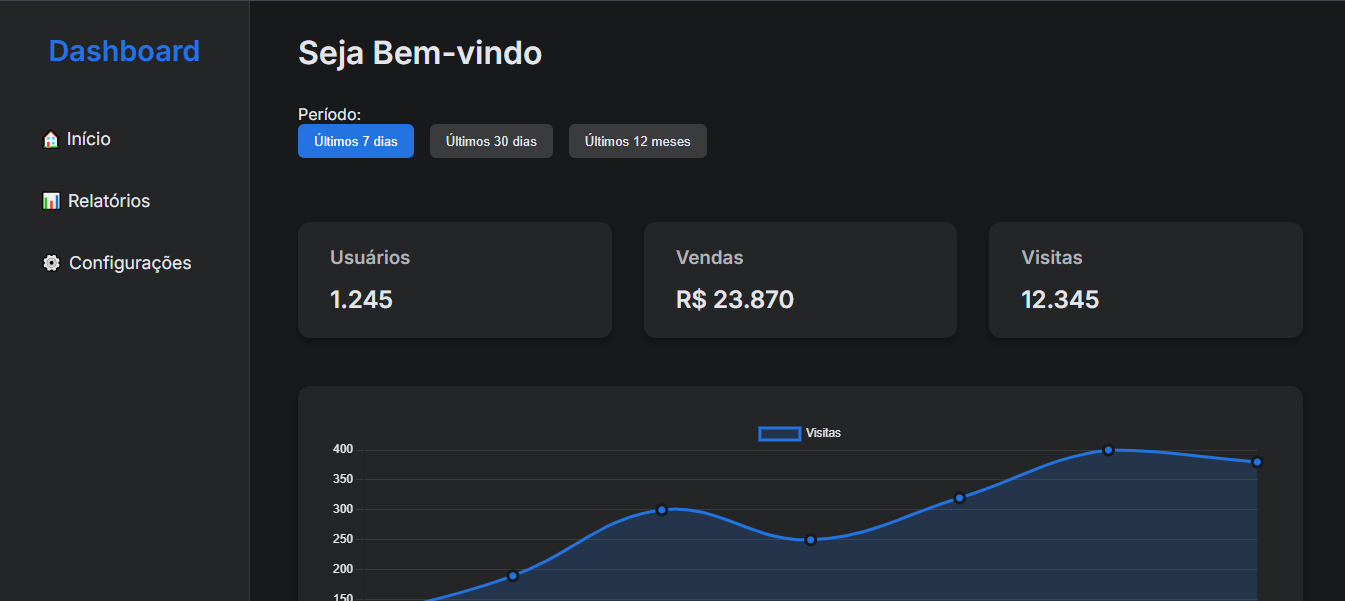 Dashboard
Início
Relatórios
Configurações
Seja Bem-vindo
Período:
Últimos 7 dias
Últimos 30 dias
Últimos 12 meses
Usuários
1.245
Vendas
R$ 23.870
Visitas
12.345
Visitas
400
350
300
250
200
150